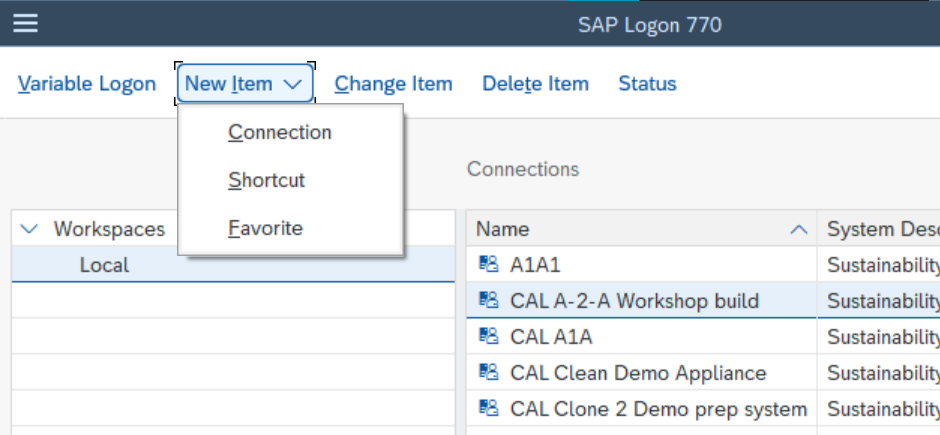 SAP Logon 770
Variable Logon New Item Change Item Delete Item Status
Connection
Shortcut
Favorite
Connections
Workspaces
Local
Name System Desc
A1A1 Sustainability
CAL A-2-A Workshop build Sustainability
CAL A1A Sustainability
CAL Clean Demo Appliance Sustainability
CAL Clone 2 Demo prep system Sustainability